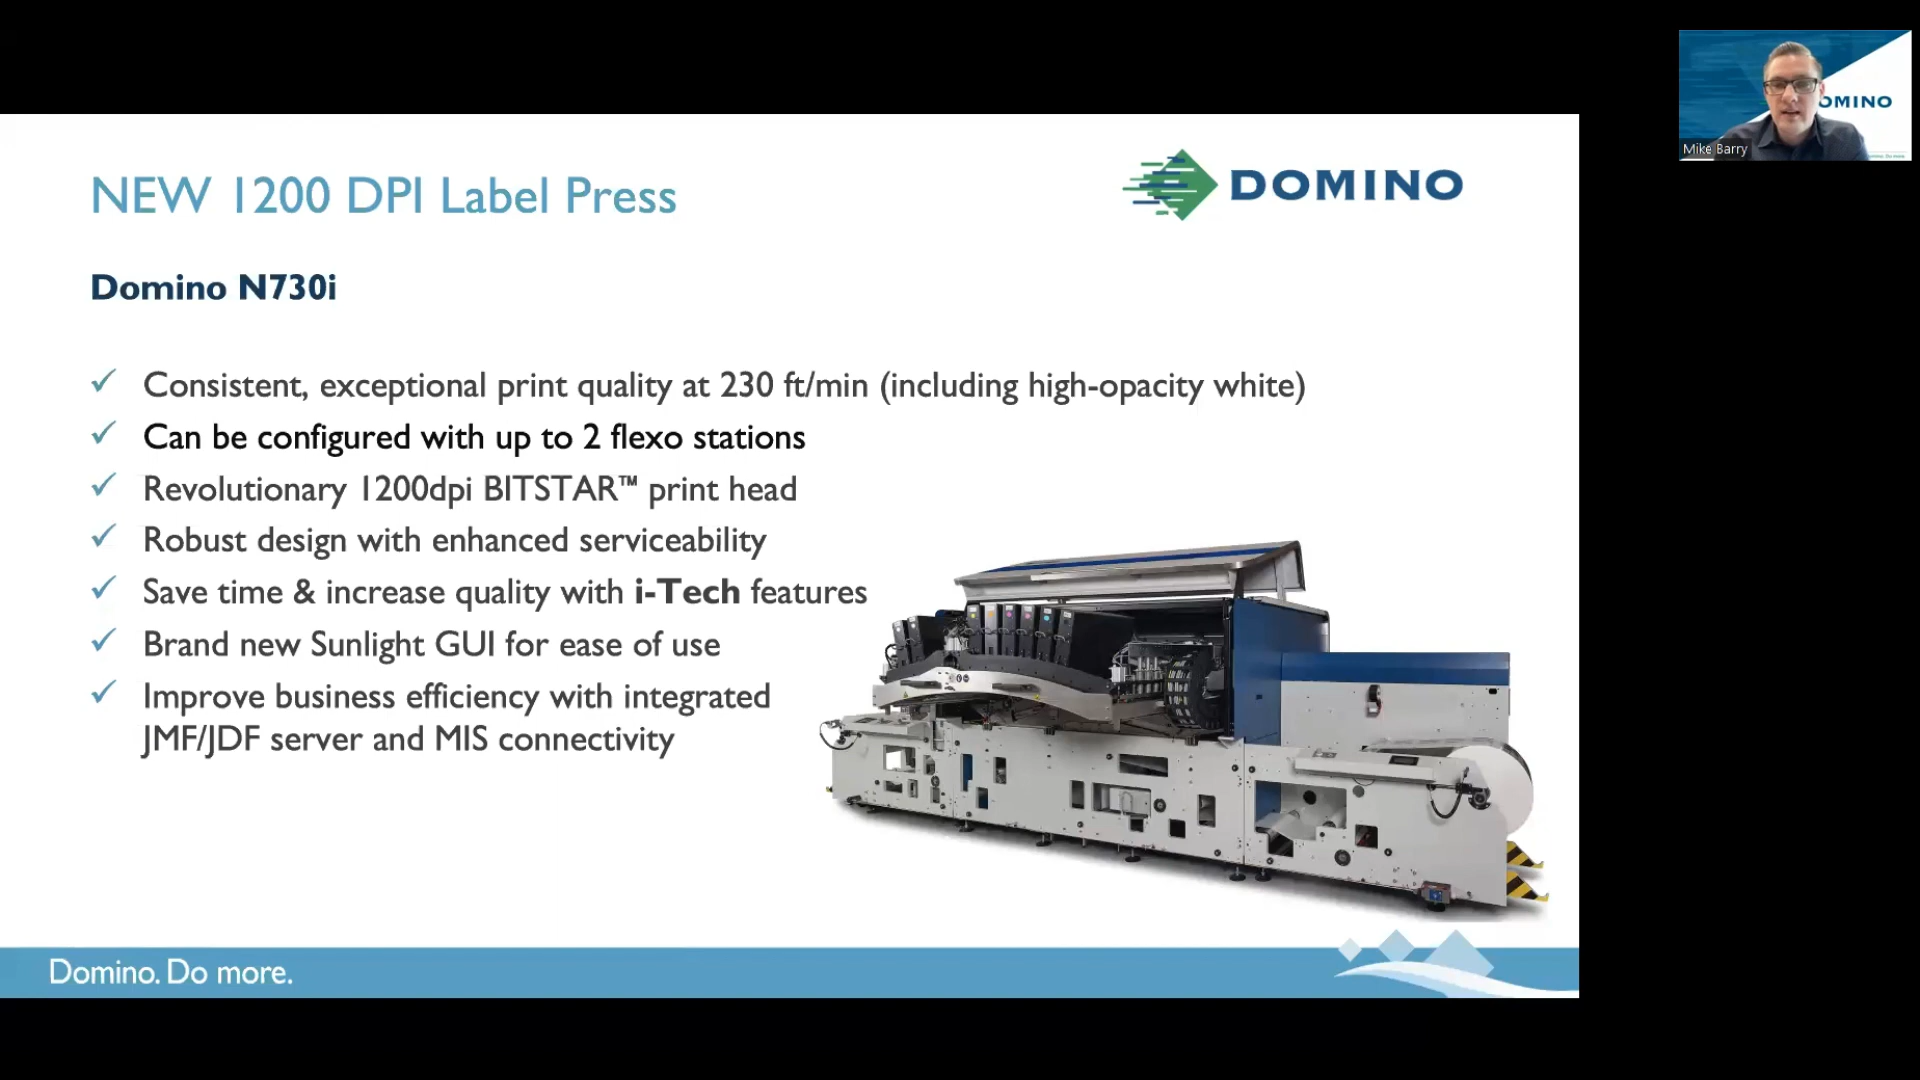 NEW 1200 DPI Label Press
DOMINO
OMINO
Mike Barry
Domino N730i
Consistent, exceptional print quality at 230 ft/min (including high-opacity white)
Can be configured with up to 2 flexo stations
Revolutionary 1200dpi BITSTAR™ print head
Robust design with enhanced serviceability
Save time & increase quality with i-Tech features
Brand new Sunlight GUI for ease of use
Improve business efficiency with integrated
JMF/JDF server and MIS connectivity
Domino. Do more.